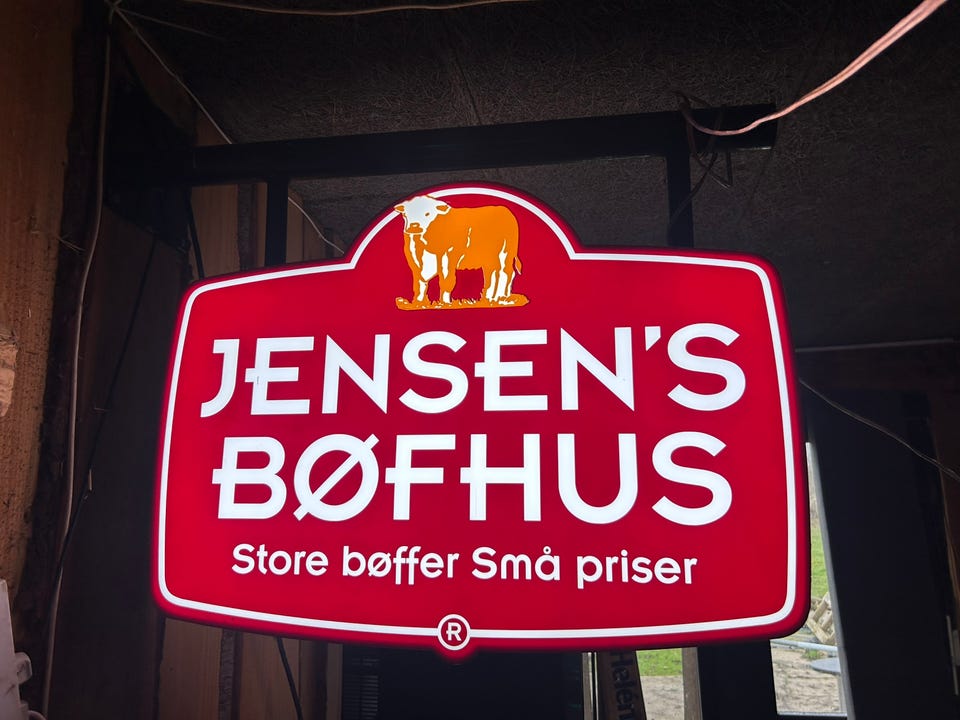 JENSEN'S
BØFHUS
Store bøffer Små priser
®